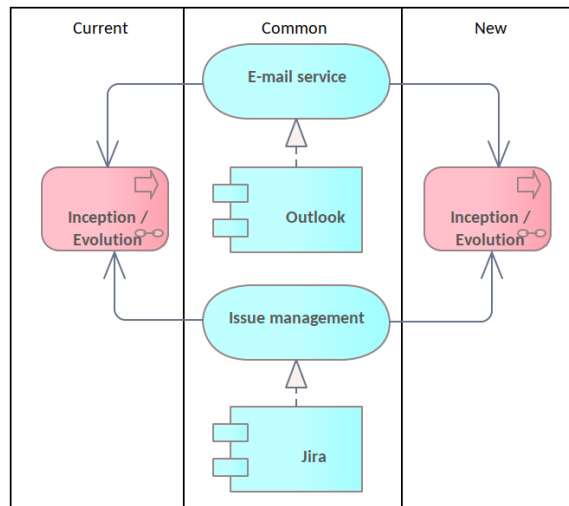 Current
Common
New
E-mail service
Inception /
Evolution
Outlook
Inception /
Evolution
Issue management
Jira